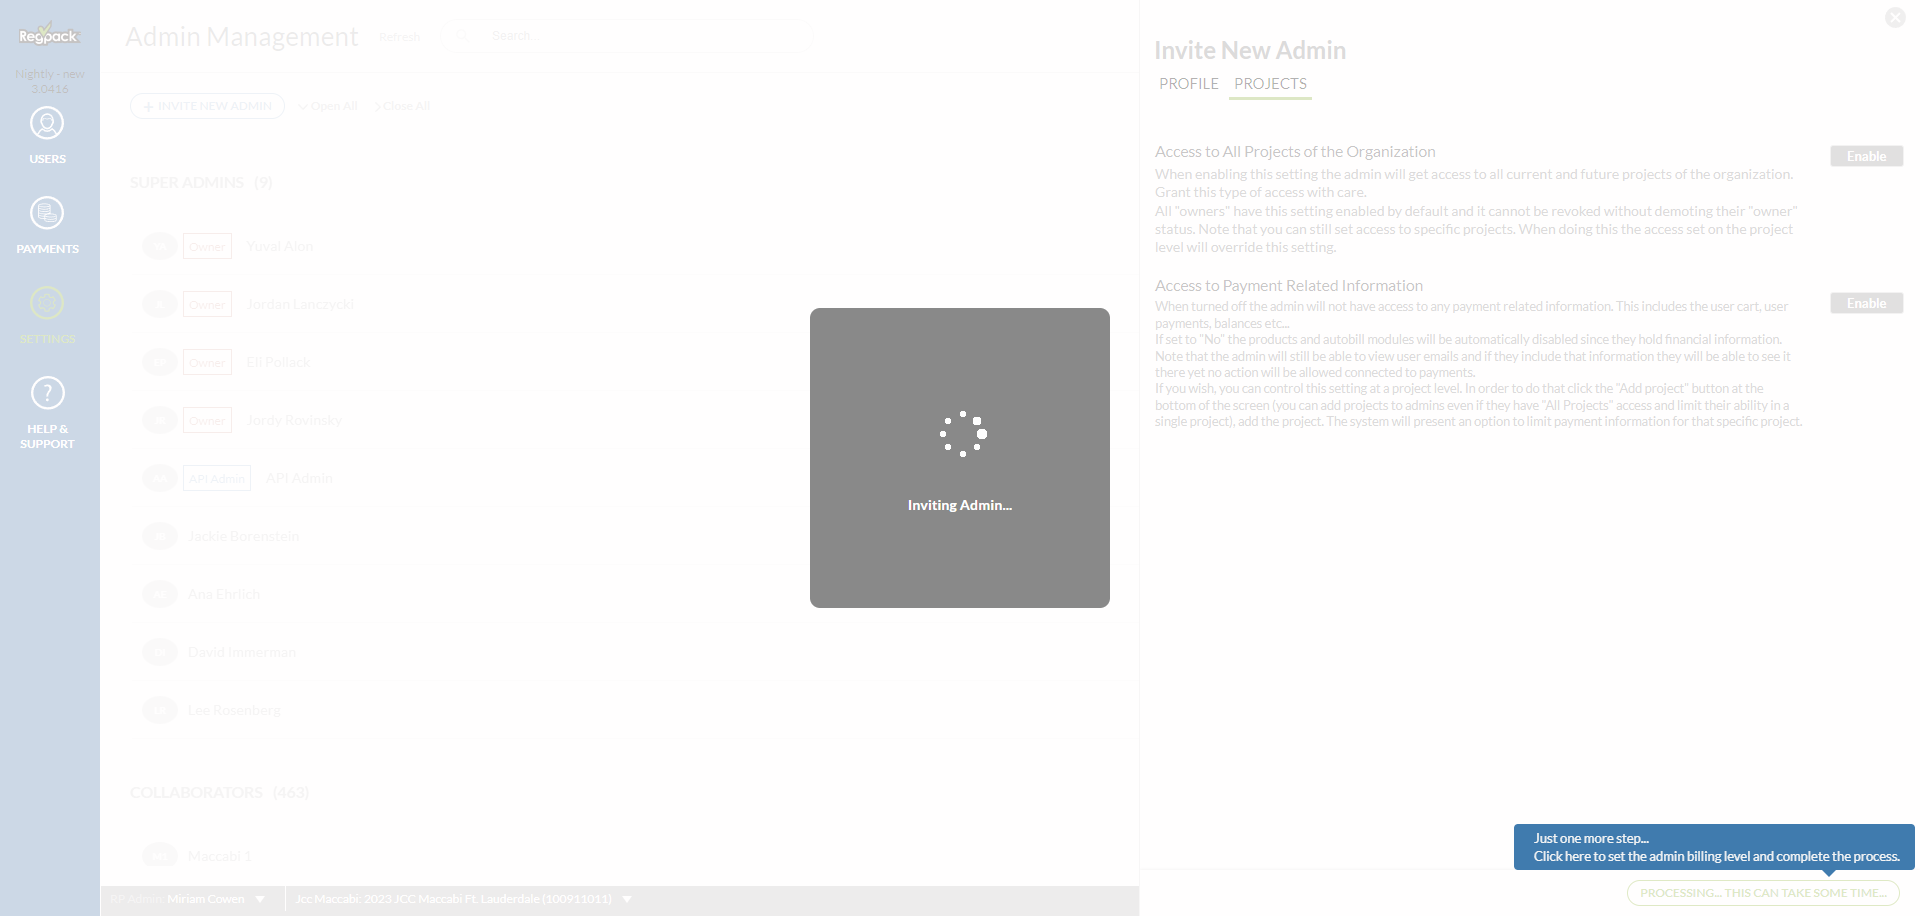 Regpack
Nightly - new
3.0416
USERS
PAYMENTS
SETTINGS
HELP &
SUPPORT
Admin Management
Refresh
Search...
+ INVITE NEW ADMIN
Open All
Close All
SUPER ADMINS (9)
Owner
Yuval Alon
Owner
Jordan Lanczycki
Owner
Eli Pollack
Owner
Jordy Rovinsky
API Admin
API Admin
Jackie Borenstein
Ana Ehrlich
David Immerman
Lee Rosenberg
COLLABORATORS (463)
Maccabi 1
RP Admin: Miriam Cowen
Jcc Maccabi: 2023 JCC Maccabi Ft. Lauderdale (100911011)
Inviting Admin...
Invite New Admin
PROFILE
PROJECTS
Access to All Projects of the Organization
Enable
When enabling this setting the admin will get access to all current and future projects of the organization.
Grant this type of access with care.
All "owners" have this setting enabled by default and it cannot be revoked without demoting their "owner"
status. Note that you can still set access to specific projects. When doing this the access set on the project
level will override this setting.
Access to Payment Related Information
Enable
When turned off the admin will not have access to any payment related information. This includes the user cart, user
payments, balances etc...
If set to "No" the products and autobill modules will be automatically disabled since they hold financial information.
Note that the admin will still be able to view user emails and if they include that information they will be able to see it
there yet no action will be allowed connected to payments.
If you wish, you can control this setting at a project level. In order to do that click the "Add project" button at the
bottom of the screen (you can add projects to admins even if they have "All Projects" access and limit their ability in a
single project), add the project. The system will present an option to limit payment information for that specific project.
Just one more step...
Click here to set the admin billing level and complete the process.
PROCESSING... THIS CAN TAKE SOME TIME...